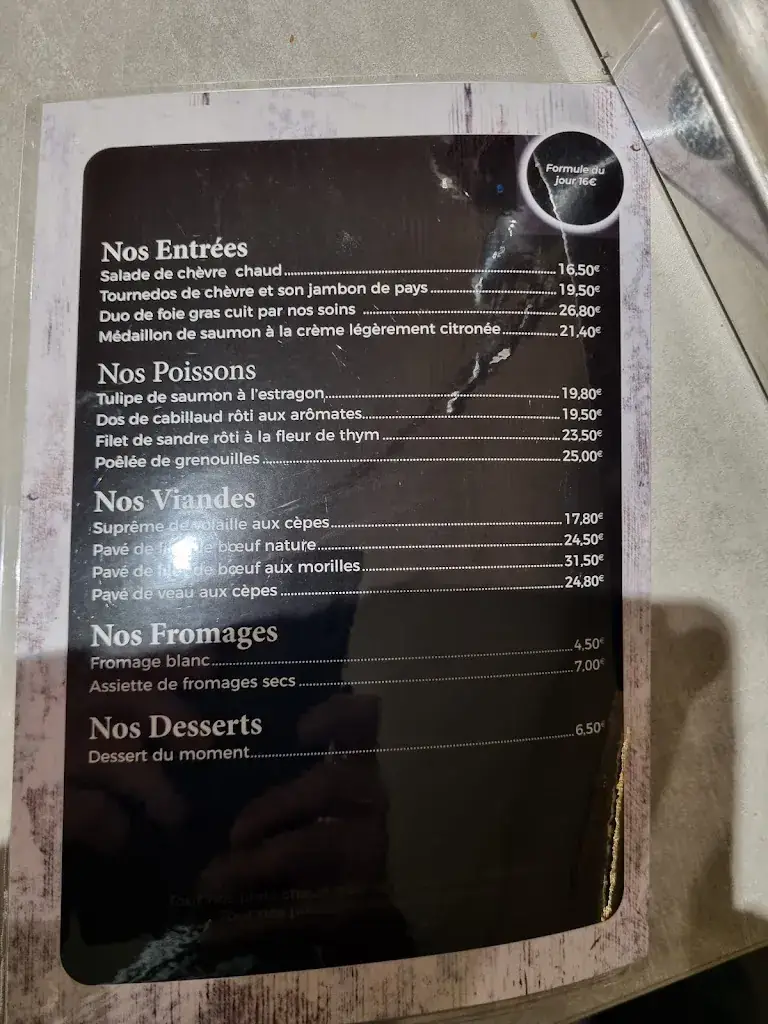 Formule du
jour 16€
Nos Entrées
Salade de chèvre chaud 16,50€
Tournedos de chèvre et son jambon de pays 19,50€
Duo de foie gras cuit par nos soins 26,80€
Médaillon de saumon à la crème légèrement citronée 21,40€
Nos Poissons
Tulipe de saumon à l'estragon 19,80€
Dos de cabillaud rôti aux arômates 19,50€
Filet de sandre rôti à la fleur de thym 23,50€
Poêlée de grenouilles 25,00€
Nos Viandes
Suprême de volaille aux cèpes 17,80€
Pavé de filet de bœuf nature 24,50€
Pavé de filet de bœuf aux morilles 31,50€
Pavé de veau aux cèpes 24,80€
Nos Fromages
Fromage blanc 4,50€
Assiette de fromages secs 7,00€
Nos Desserts
Dessert du moment 6,50€